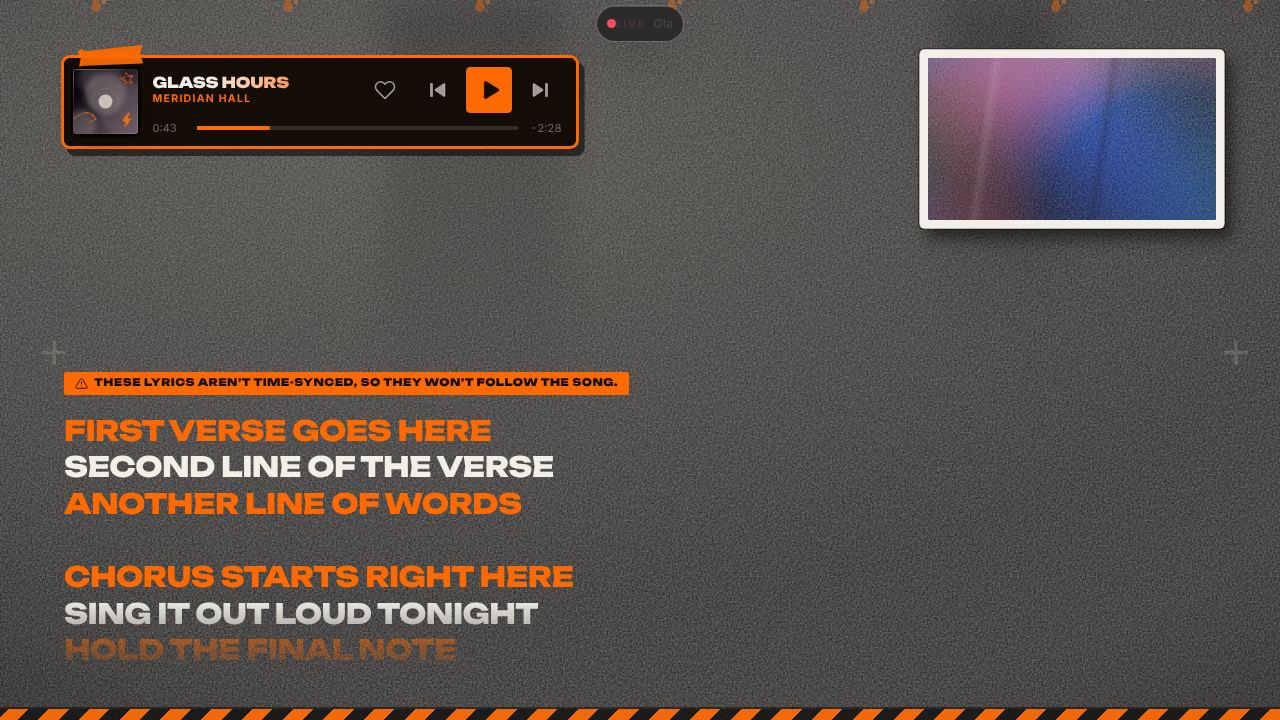 LIVE Gla
GLASS HOURS
MERIDIAN HALL
0:43
-2:28
THESE LYRICS AREN'T TIME-SYNCED, SO THEY WON'T FOLLOW THE SONG.
FIRST VERSE GOES HERE
SECOND LINE OF THE VERSE
ANOTHER LINE OF WORDS
CHORUS STARTS RIGHT HERE
SING IT OUT LOUD TONIGHT
HOLD THE FINAL NOTE